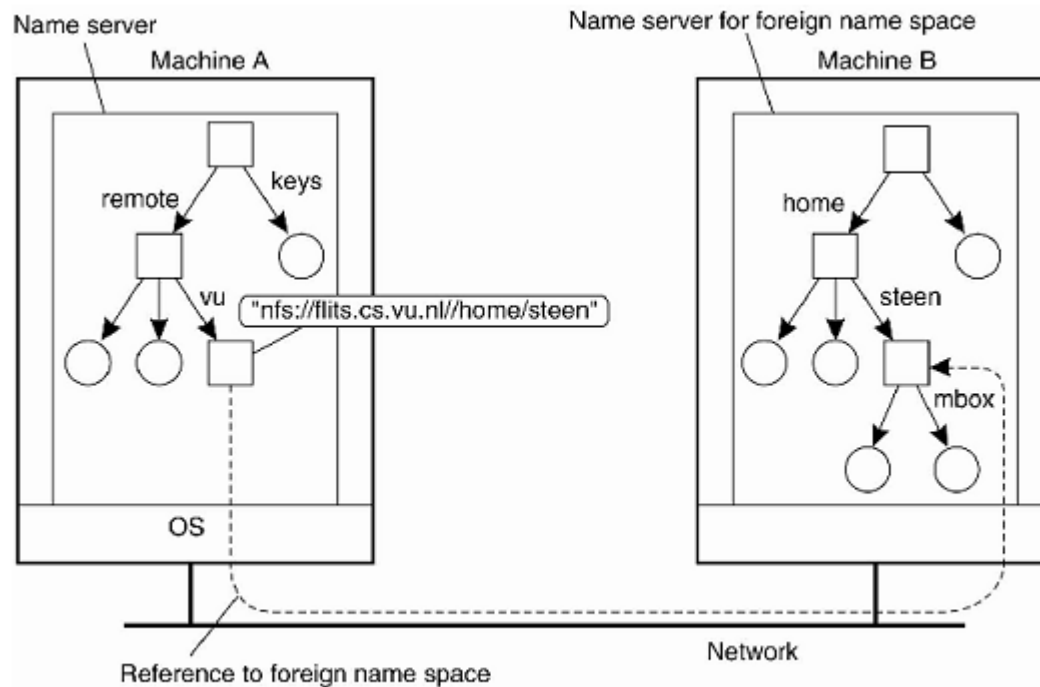 Name server
Name server for foreign name space
Machine A
Machine B
keys
remote
home
vu
"nfs://flits.cs.vu.nl//home/steen"
steen
mbox
OS
Network
Reference to foreign name space